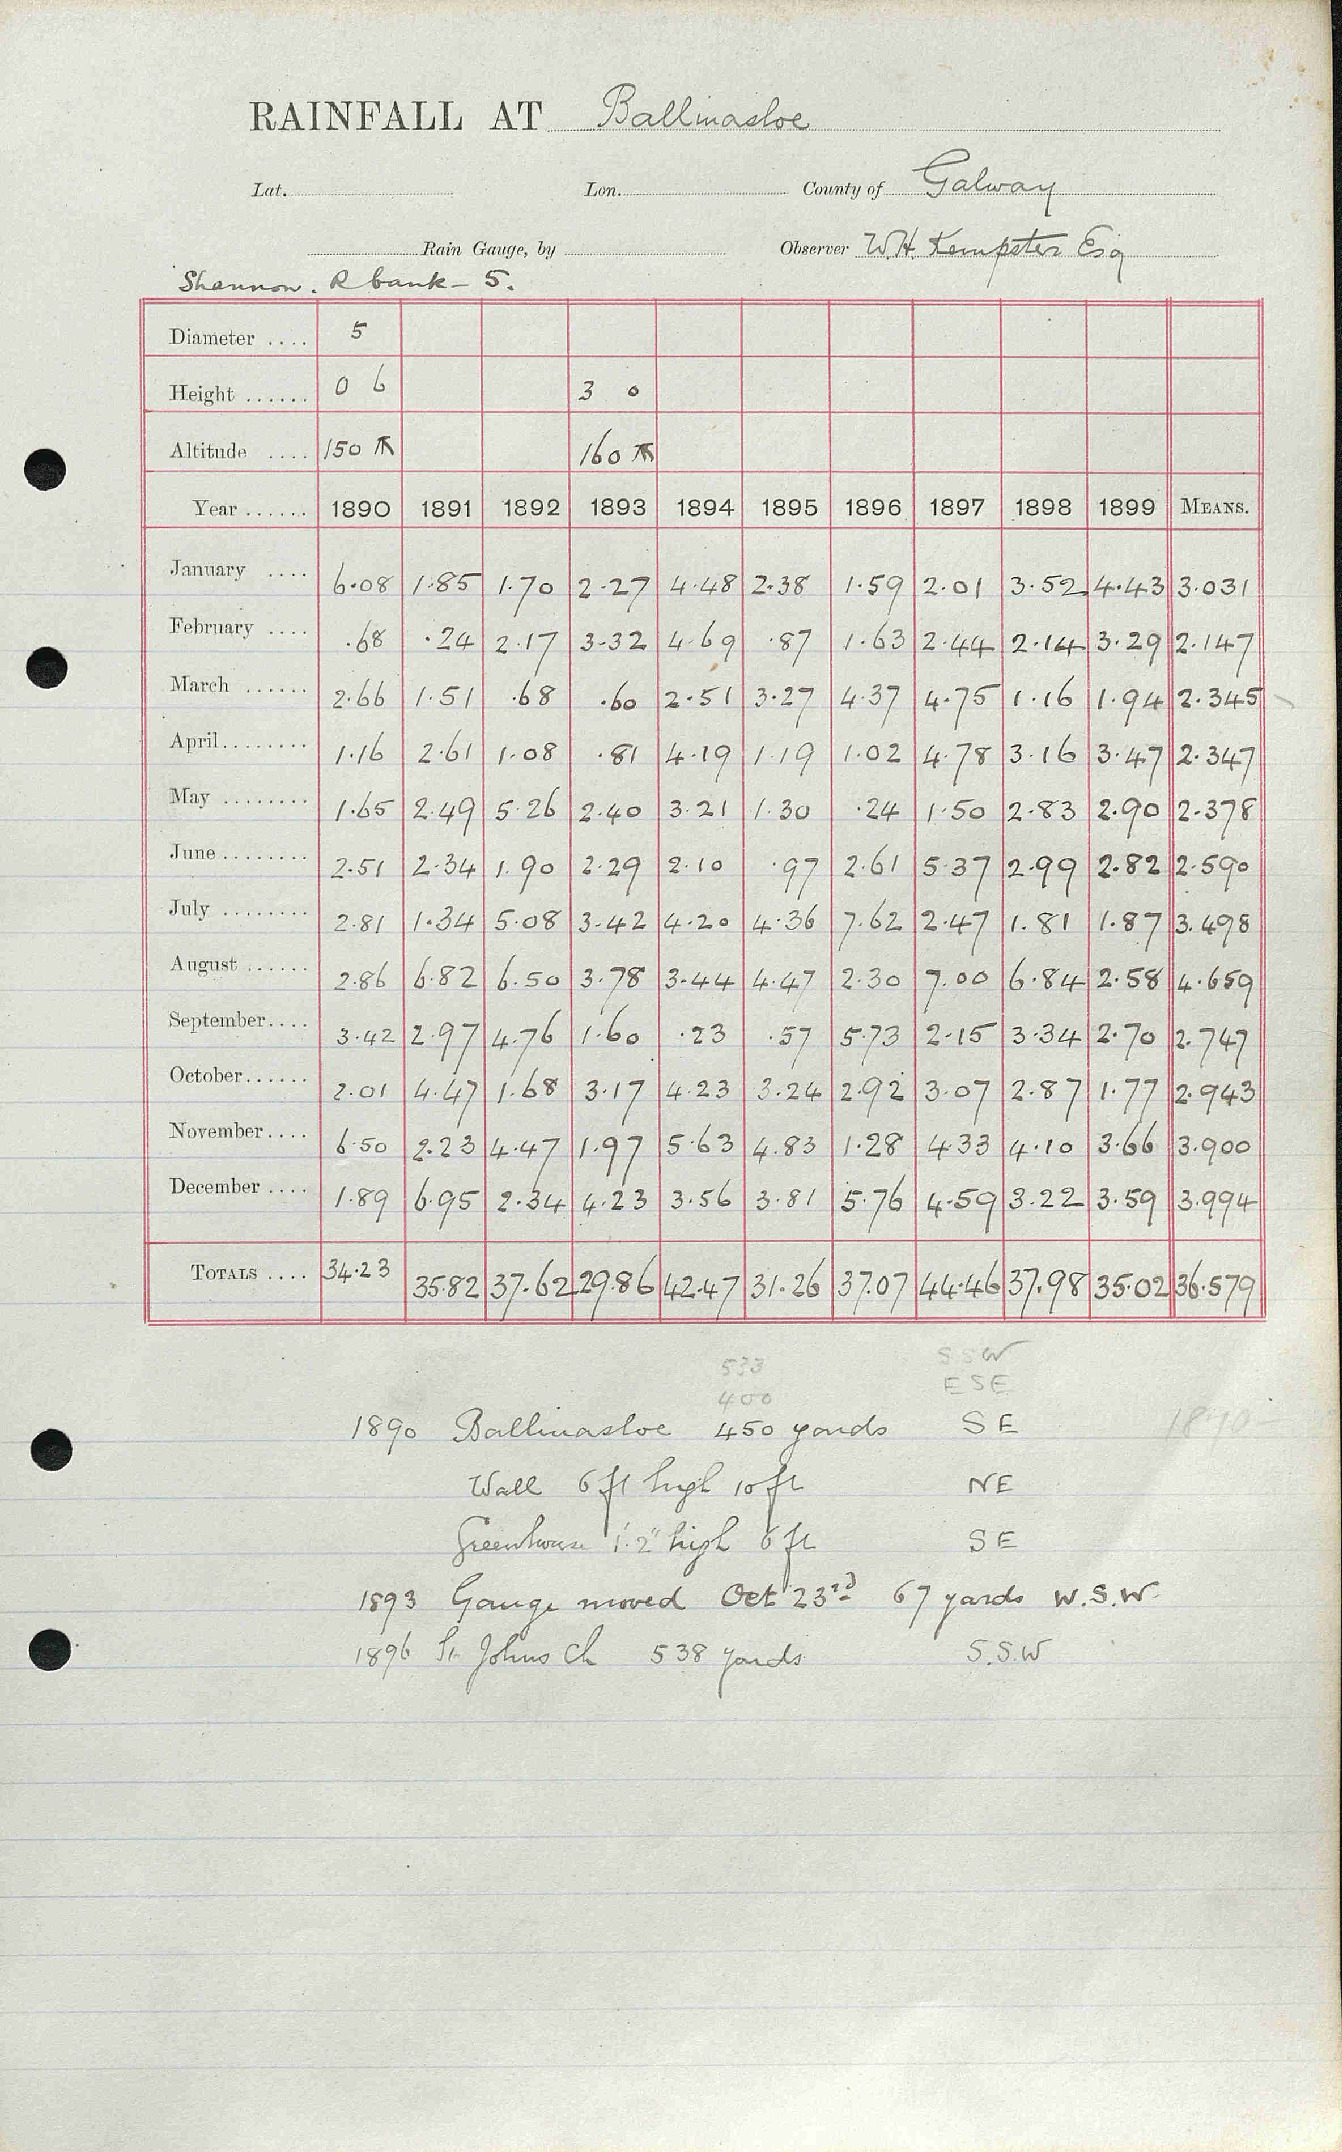 RAINFALL AT Ballinasloe
Lat. Lon. County of Galway
Rain Gauge, by Observer W.H. Kempster Esq
Shannon. R bank - 5.
Diameter .... 5
Height ...... 0 6 3 0
Altitude .... 150 160
Year ...... 1890 1891 1892 1893 1894 1895 1896 1897 1898 1899 MEANS.
January .... 6.08 1.85 1.70 2.27 4.48 2.38 1.59 2.01 3.52 4.43 3.031
February .... .68 .24 2.17 3.32 4.69 .87 1.63 2.44 2.14 3.29 2.147
March ...... 2.66 1.51 .68 .60 2.51 3.27 4.37 4.75 1.16 1.94 2.345
April ........ 1.16 2.61 1.08 .81 4.19 1.19 1.02 4.78 3.16 3.47 2.347
May ........ 1.65 2.49 5.26 2.40 3.21 1.30 .24 1.50 2.83 2.90 2.378
June ........ 2.51 2.34 1.90 2.29 2.10 .97 2.61 5.37 2.99 2.82 2.590
July ........ 2.81 1.34 5.08 3.42 4.20 4.36 7.62 2.47 1.81 1.87 3.498
August ...... 2.86 6.82 6.50 3.78 3.44 4.47 2.30 7.00 6.84 2.58 4.659
September.... 3.42 2.97 4.76 1.60 .23 .57 5.73 2.15 3.34 2.70 2.747
October...... 2.01 4.47 1.68 3.17 4.23 3.24 2.92 3.07 2.87 1.77 2.943
November.... 6.50 2.23 4.47 1.97 5.63 4.83 1.28 4.33 4.10 3.66 3.900
December .... 1.89 6.95 2.34 4.23 3.56 3.81 5.76 4.59 3.22 3.59 3.994
TOTALS .... 34.23 35.82 37.62 29.86 42.47 31.26 37.07 44.46 37.98 35.02 36.579
533 SSW
400 ESE
1890 Ballinasloe 450 yards SE 1890
Wall 6 ft high 10 ft NE
Greenhouse 1'.2" high 6 ft SE
1893 Gauge moved Oct 23rd 67 yards W.S.W.
1896 St Johns Ch 538 yards S.S.W